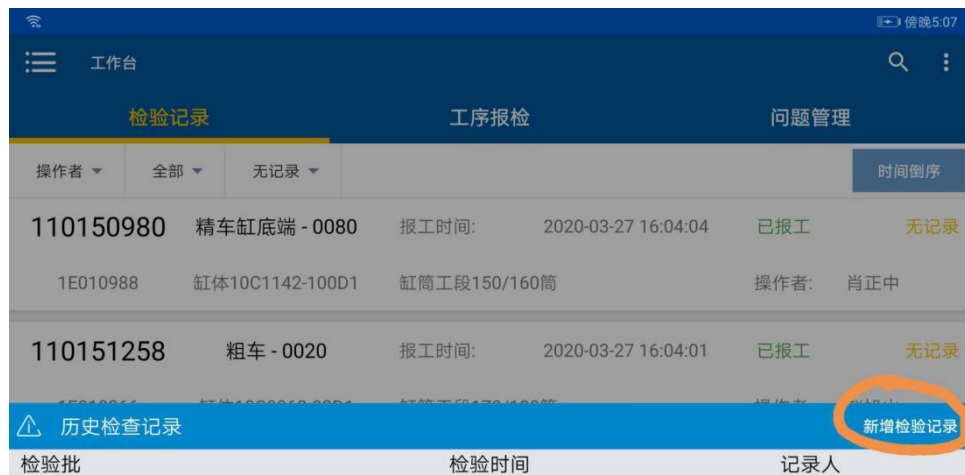 傍晚5:07
工作台
检验记录 工序报检 问题管理
操作者 全部 无记录 时间倒序
110150980 精车缸底端 - 0080 报工时间: 2020-03-27 16:04:04 已报工 无记录
1E010988 缸体10C1142-100D1 缸筒工段150/160筒 操作者: 肖正中
110151258 粗车 - 0020 报工时间: 2020-03-27 16:04:01 已报工 无记录
历史检查记录 新增检验记录
检验批 检验时间 记录人